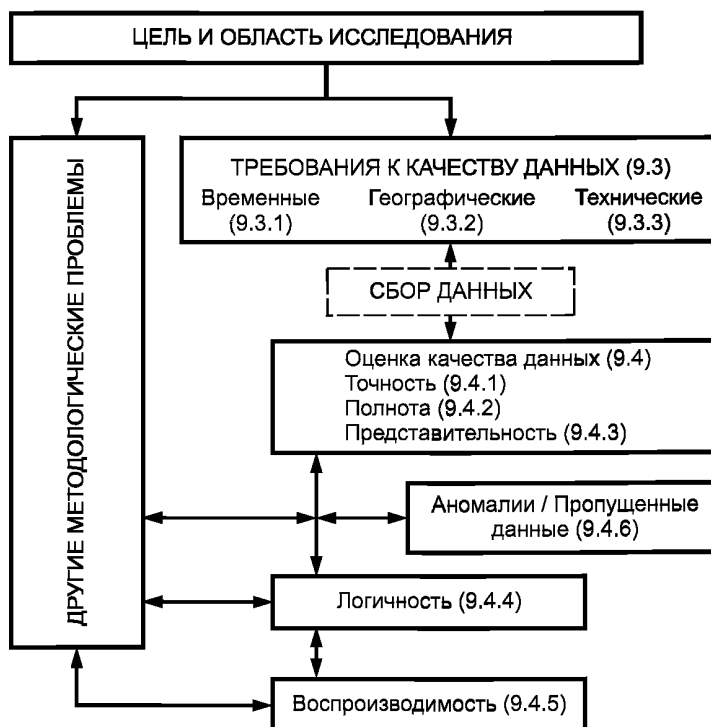 ЦЕЛЬ И ОБЛАСТЬ ИССЛЕДОВАНИЯ
ДРУГИЕ МЕТОДОЛОГИЧЕСКИЕ ПРОБЛЕМЫ
ТРЕБОВАНИЯ К КАЧЕСТВУ ДАННЫХ (9.3)
Временные Географические Технические
(9.3.1) (9.3.2) (9.3.3)
СБОР ДАННЫХ
Оценка качества данных (9.4)
Точность (9.4.1)
Полнота (9.4.2)
Представительность (9.4.3)
Аномалии / Пропущенные
данные (9.4.6)
Логичность (9.4.4)
Воспроизводимость (9.4.5)